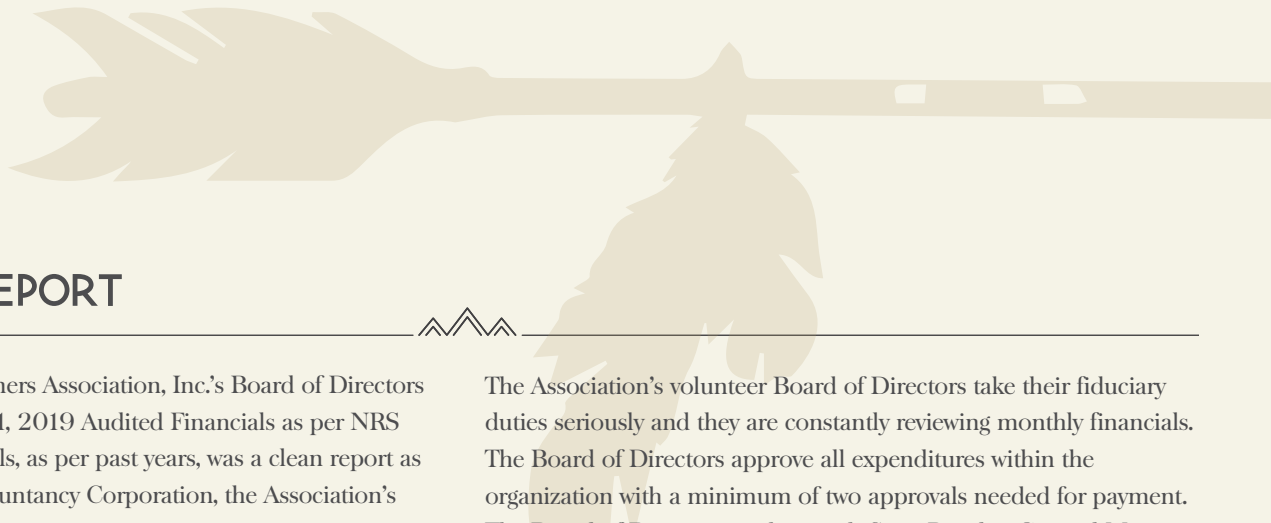 EPORT
ners Association, Inc.’s Board of Directors
1, 2019 Audited Financials as per NRS
ls, as per past years, was a clean report as
untancy Corporation, the Association’s
The Association’s volunteer Board of Directors take their fiduciary
duties seriously and they are constantly reviewing monthly financials.
The Board of Directors approve all expenditures within the
organization with a minimum of two approvals needed for payment.